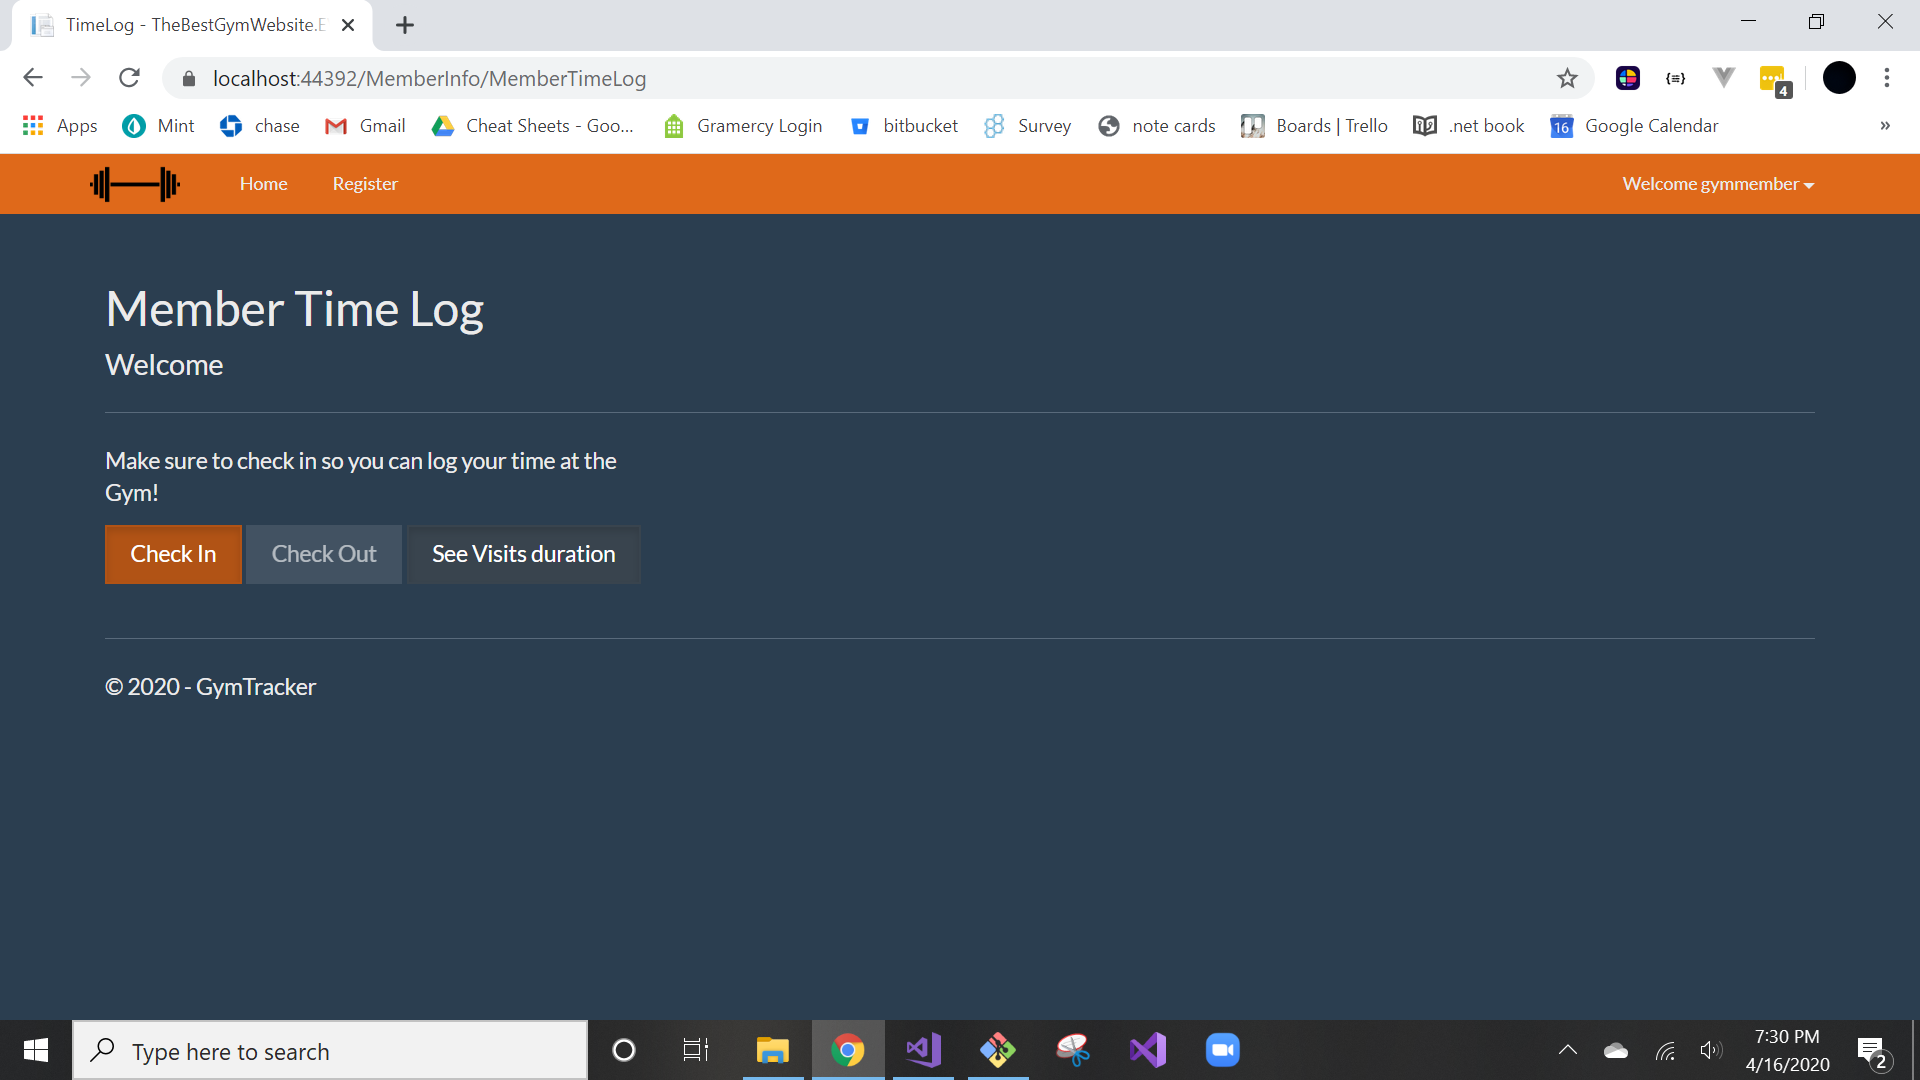 TimeLog - TheBestGymWebsite.E
localhost:44392/MemberInfo/MemberTimeLog
4
Apps Mint chase Gmail Cheat Sheets - Goo... Gramercy Login bitbucket Survey note cards Boards | Trello .net book 16 Google Calendar »
Home Register Welcome gymmember
Member Time Log
Welcome
Make sure to check in so you can log your time at the
Gym!
Check In Check Out See Visits duration
© 2020 - GymTracker
Type here to search
7:30 PM
4/16/2020
2